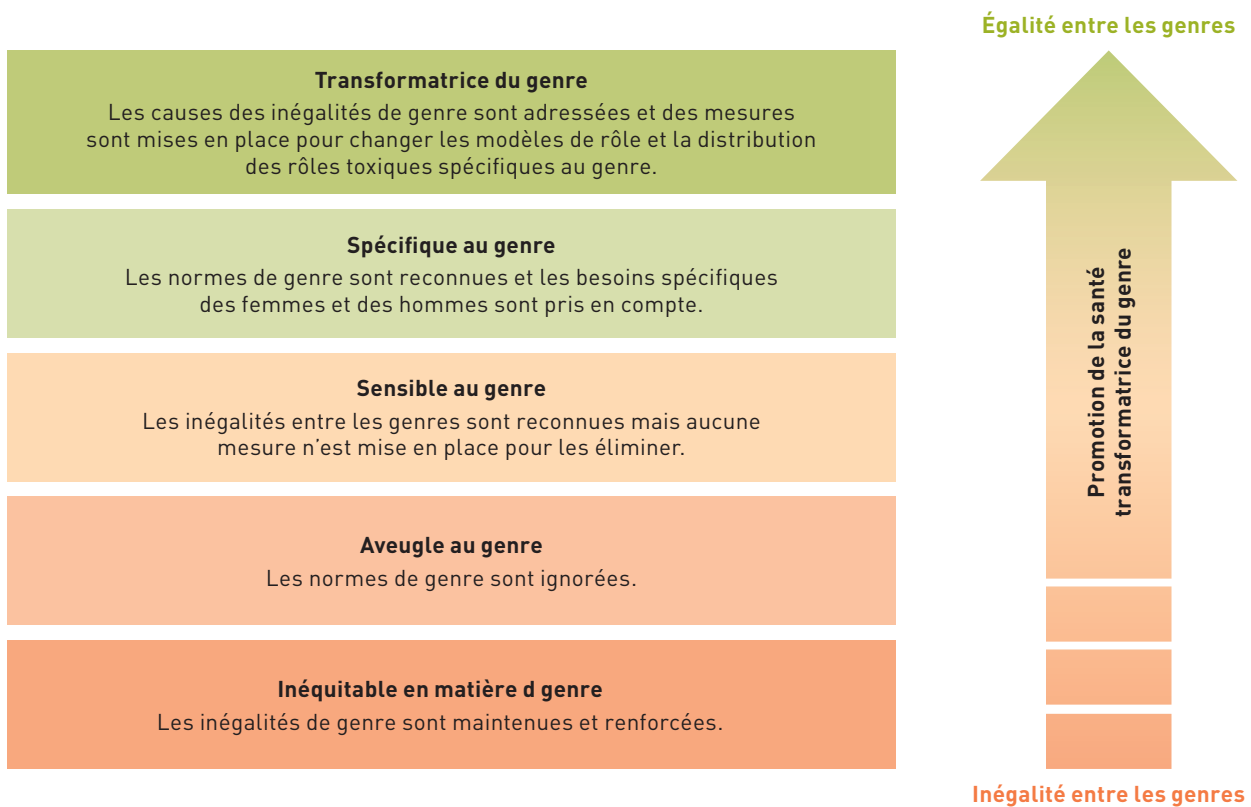 Égalité entre les genres
Transformatrice du genre
Les causes des inégalités de genre sont adressées et des mesures
sont mises en place pour changer les modèles de rôle et la distribution
des rôles toxiques spécifiques au genre.
Spécifique au genre
Les normes de genre sont reconnues et les besoins spécifiques
des femmes et des hommes sont pris en compte.
Sensible au genre
Les inégalités entre les genres sont reconnues mais aucune
mesure n’est mise en place pour les éliminer.
Aveugle au genre
Les normes de genre sont ignorées.
Inéquitable en matière d genre
Les inégalités de genre sont maintenues et renforcées.
Promotion de la santé
transformatrice du genre
Inégalité entre les genres